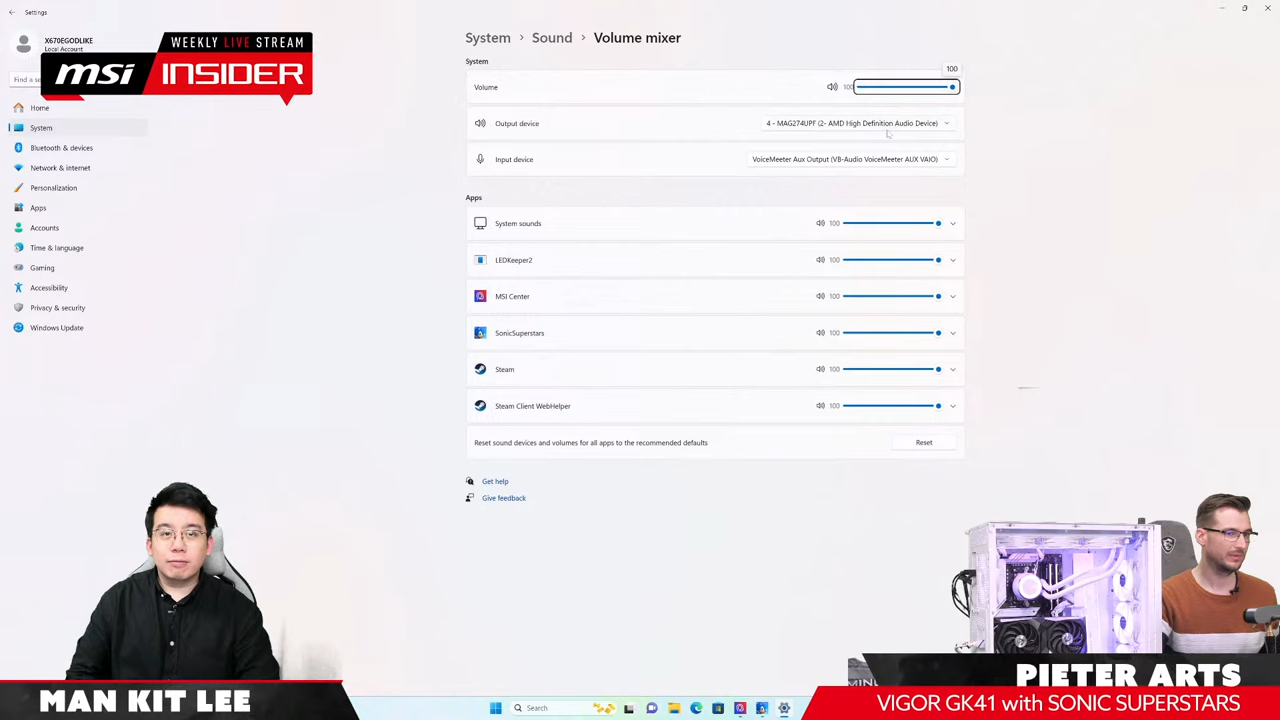 Settings
X670EGODLIKE
Local Account
Find a se
WEEKLY LIVE STREAM
msi INSIDER
Home
System
Bluetooth & devices
Network & internet
Personalization
Apps
Accounts
Time & language
Gaming
Accessibility
Privacy & security
Windows Update
System > Sound > Volume mixer
System
100
Volume 100
Output device 4 - MAG274UPF (2- AMD High Definition Audio Device)
Input device VoiceMeeter Aux Output (VB-Audio VoiceMeeter AUX VAIO)
Apps
System sounds 100
LEDKeeper2 100
MSI Center 100
SonicSuperstars 100
Steam 100
Steam Client WebHelper 100
Reset sound devices and volumes for all apps to the recommended defaults Reset
Get help
Give feedback
MAN KIT LEE
Search
PIETER ARTS
VIGOR GK41 with SONIC SUPERSTARS